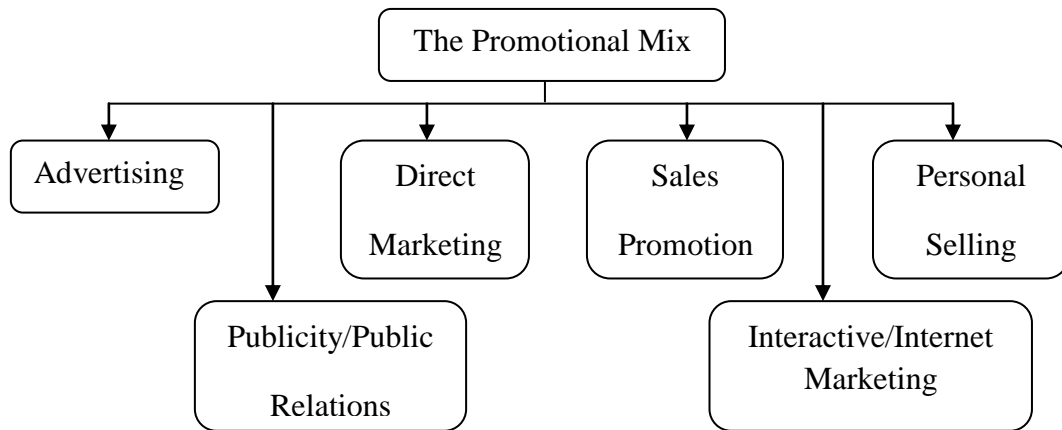 The Promotional Mix
Advertising
Direct
Marketing
Sales
Promotion
Personal
Selling
Publicity/Public
Relations
Interactive/Internet
Marketing